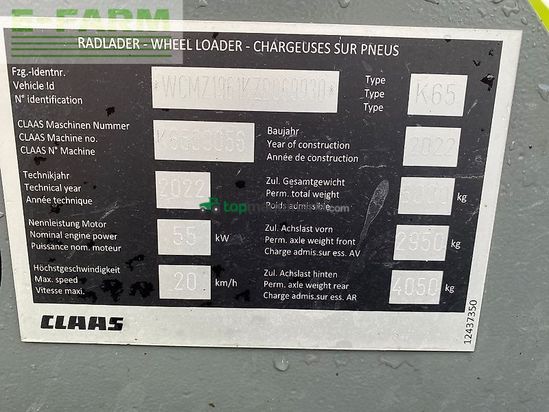 E-FARM
RADLADER - WHEEL LOADER - CHARGEUSES SUR PNEUS
Fzg.-Identnr.
Vehicle Id
N° identification
Type
Type
Type
K65
CLAAS Maschinen Nummer
CLAAS Machine no.
CLAAS N° Machine
Baujahr
Year of construction
Année de construction
2022
Technikjahr
Technical year
Année technique
2022
Zul. Gesamtgewicht
Perm. total weight
Poids admissible
kg
Nennleistung Motor
Nominal engine power
Puissance nom. moteur
55 kW
Zul. Achslast vorn
Perm. axle weight front
Charge admis.sur ess. AV
2950 kg
Höchstgeschwindigkeit
Max. speed
Vitesse maxi.
20 km/h
Zul. Achslast hinten
Perm. axle weight rear
Charge admis.sur ess. AR
4050 kg
CLAAS
12437350